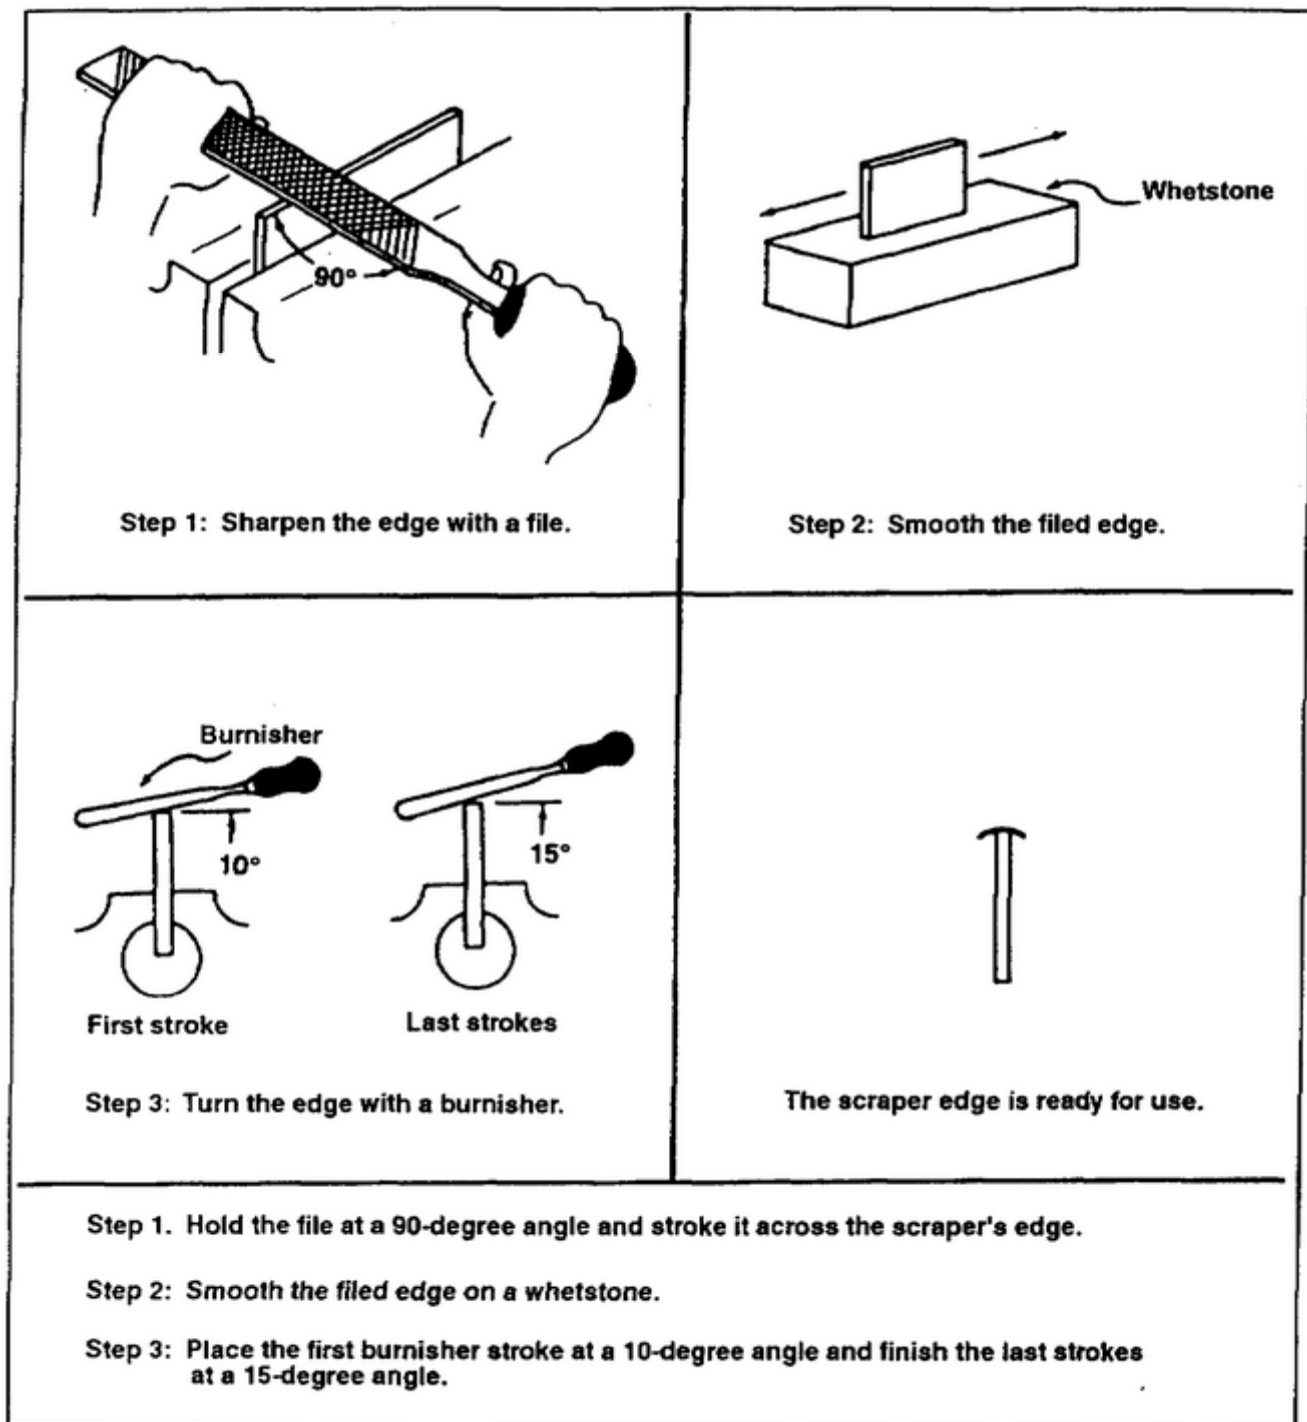 90°
Step 1: Sharpen the edge with a file.
Whetstone
Step 2: Smooth the filed edge.
Burnisher
10°
First stroke
15°
Last strokes
Step 3: Turn the edge with a burnisher.
The scraper edge is ready for use.
Step 1. Hold the file at a 90-degree angle and stroke it across the scraper's edge.
Step 2: Smooth the filed edge on a whetstone.
Step 3: Place the first burnisher stroke at a 10-degree angle and finish the last strokes
at a 15-degree angle.